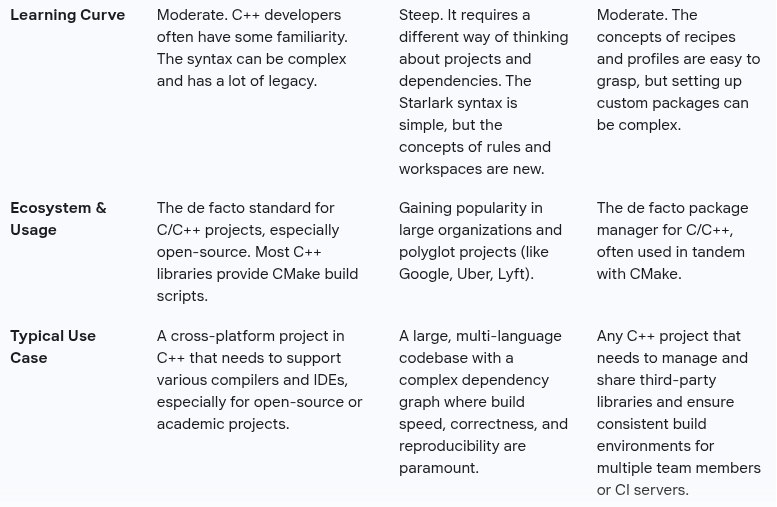 Learning Curve
Moderate. C++ developers
often have some familiarity.
The syntax can be complex
and has a lot of legacy.
Steep. It requires a
different way of thinking
about projects and
dependencies. The
Starlark syntax is
simple, but the
concepts of rules and
workspaces are new.
Moderate. The
concepts of recipes
and profiles are easy to
grasp, but setting up
custom packages can
be complex.
Ecosystem &
Usage
The de facto standard for
C/C++ projects, especially
open-source. Most C++
libraries provide CMake build
scripts.
Gaining popularity in
large organizations and
polyglot projects (like
Google, Uber, Lyft).
The de facto package
manager for C/C++,
often used in tandem
with CMake.
Typical Use
Case
A cross-platform project in
C++ that needs to support
various compilers and IDEs,
especially for open-source or
academic projects.
A large, multi-language
codebase with a
complex dependency
graph where build
speed, correctness, and
reproducibility are
paramount.
Any C++ project that
needs to manage and
share third-party
libraries and ensure
consistent build
environments for
multiple team members
or CI servers.